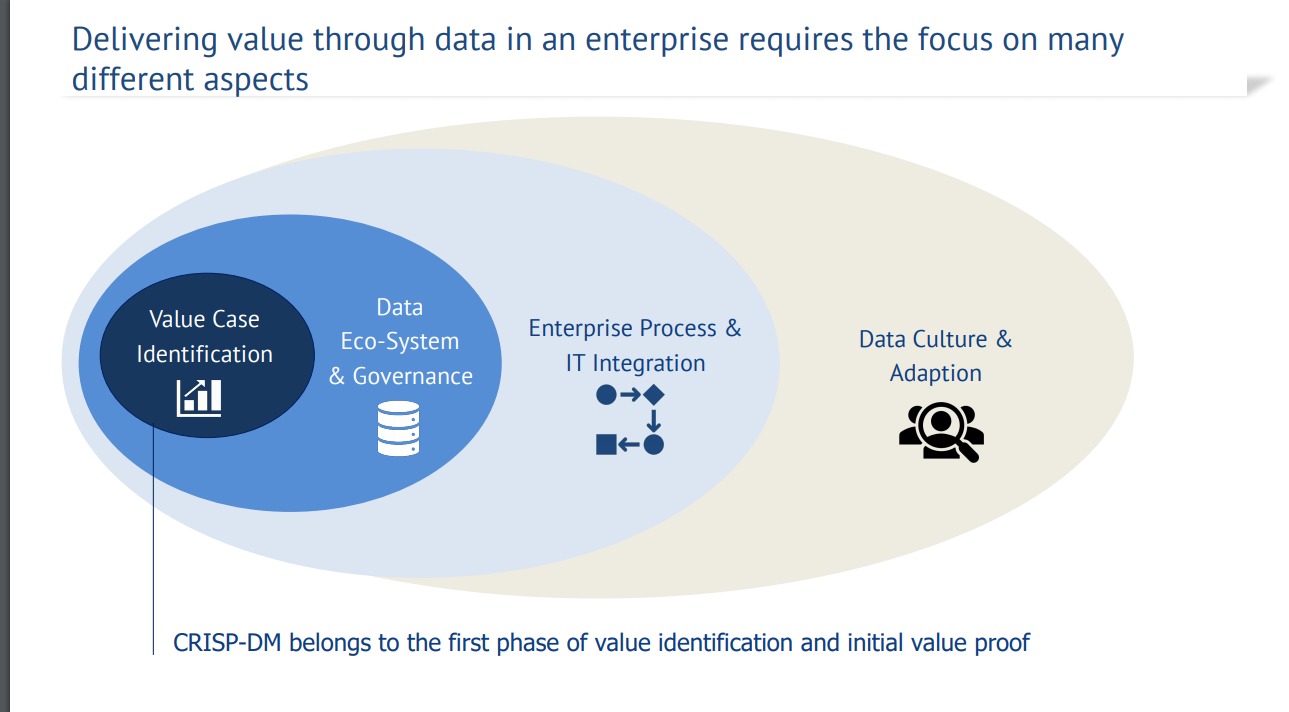 Delivering value through data in an enterprise requires the focus on many
different aspects
Value Case
Identification
Data
Eco-System
& Governance
Enterprise Process &
IT Integration
Data Culture &
Adaption
CRISP-DM belongs to the first phase of value identification and initial value proof